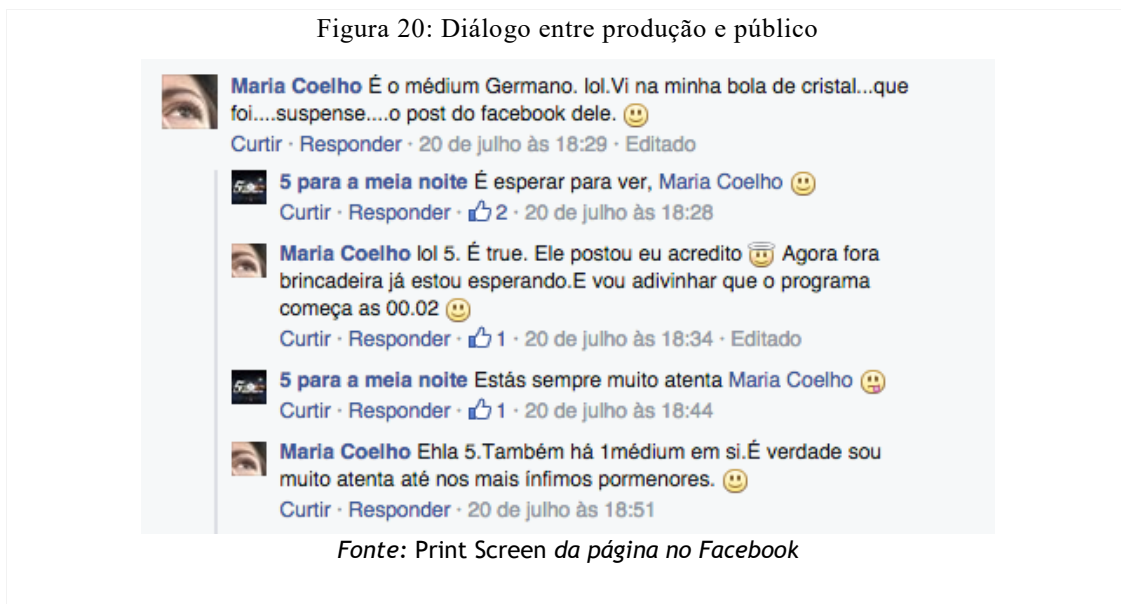 Figura 20: Diálogo entre produção e público
Maria Coelho É o médium Germano. lol.Vi na minha bola de cristal...que
foi....suspense....o post do facebook dele.
Curtir · Responder · 20 de julho às 18:29 · Editado
5 para a meia noite É esperar para ver, Maria Coelho
Curtir · Responder · 2 · 20 de julho às 18:28
Maria Coelho lol 5. É true. Ele postou eu acredito Agora fora
brincadeira já estou esperando.E vou adivinhar que o programa
começa as 00.02
Curtir · Responder · 1 · 20 de julho às 18:34 · Editado
5 para a meia noite Estás sempre muito atenta Maria Coelho
Curtir · Responder · 1 · 20 de julho às 18:44
Maria Coelho Ehla 5.Também há 1médium em si.É verdade sou
muito atenta até nos mais ínfimos pormenores.
Curtir · Responder · 20 de julho às 18:51
Fonte: Print Screen da página no Facebook